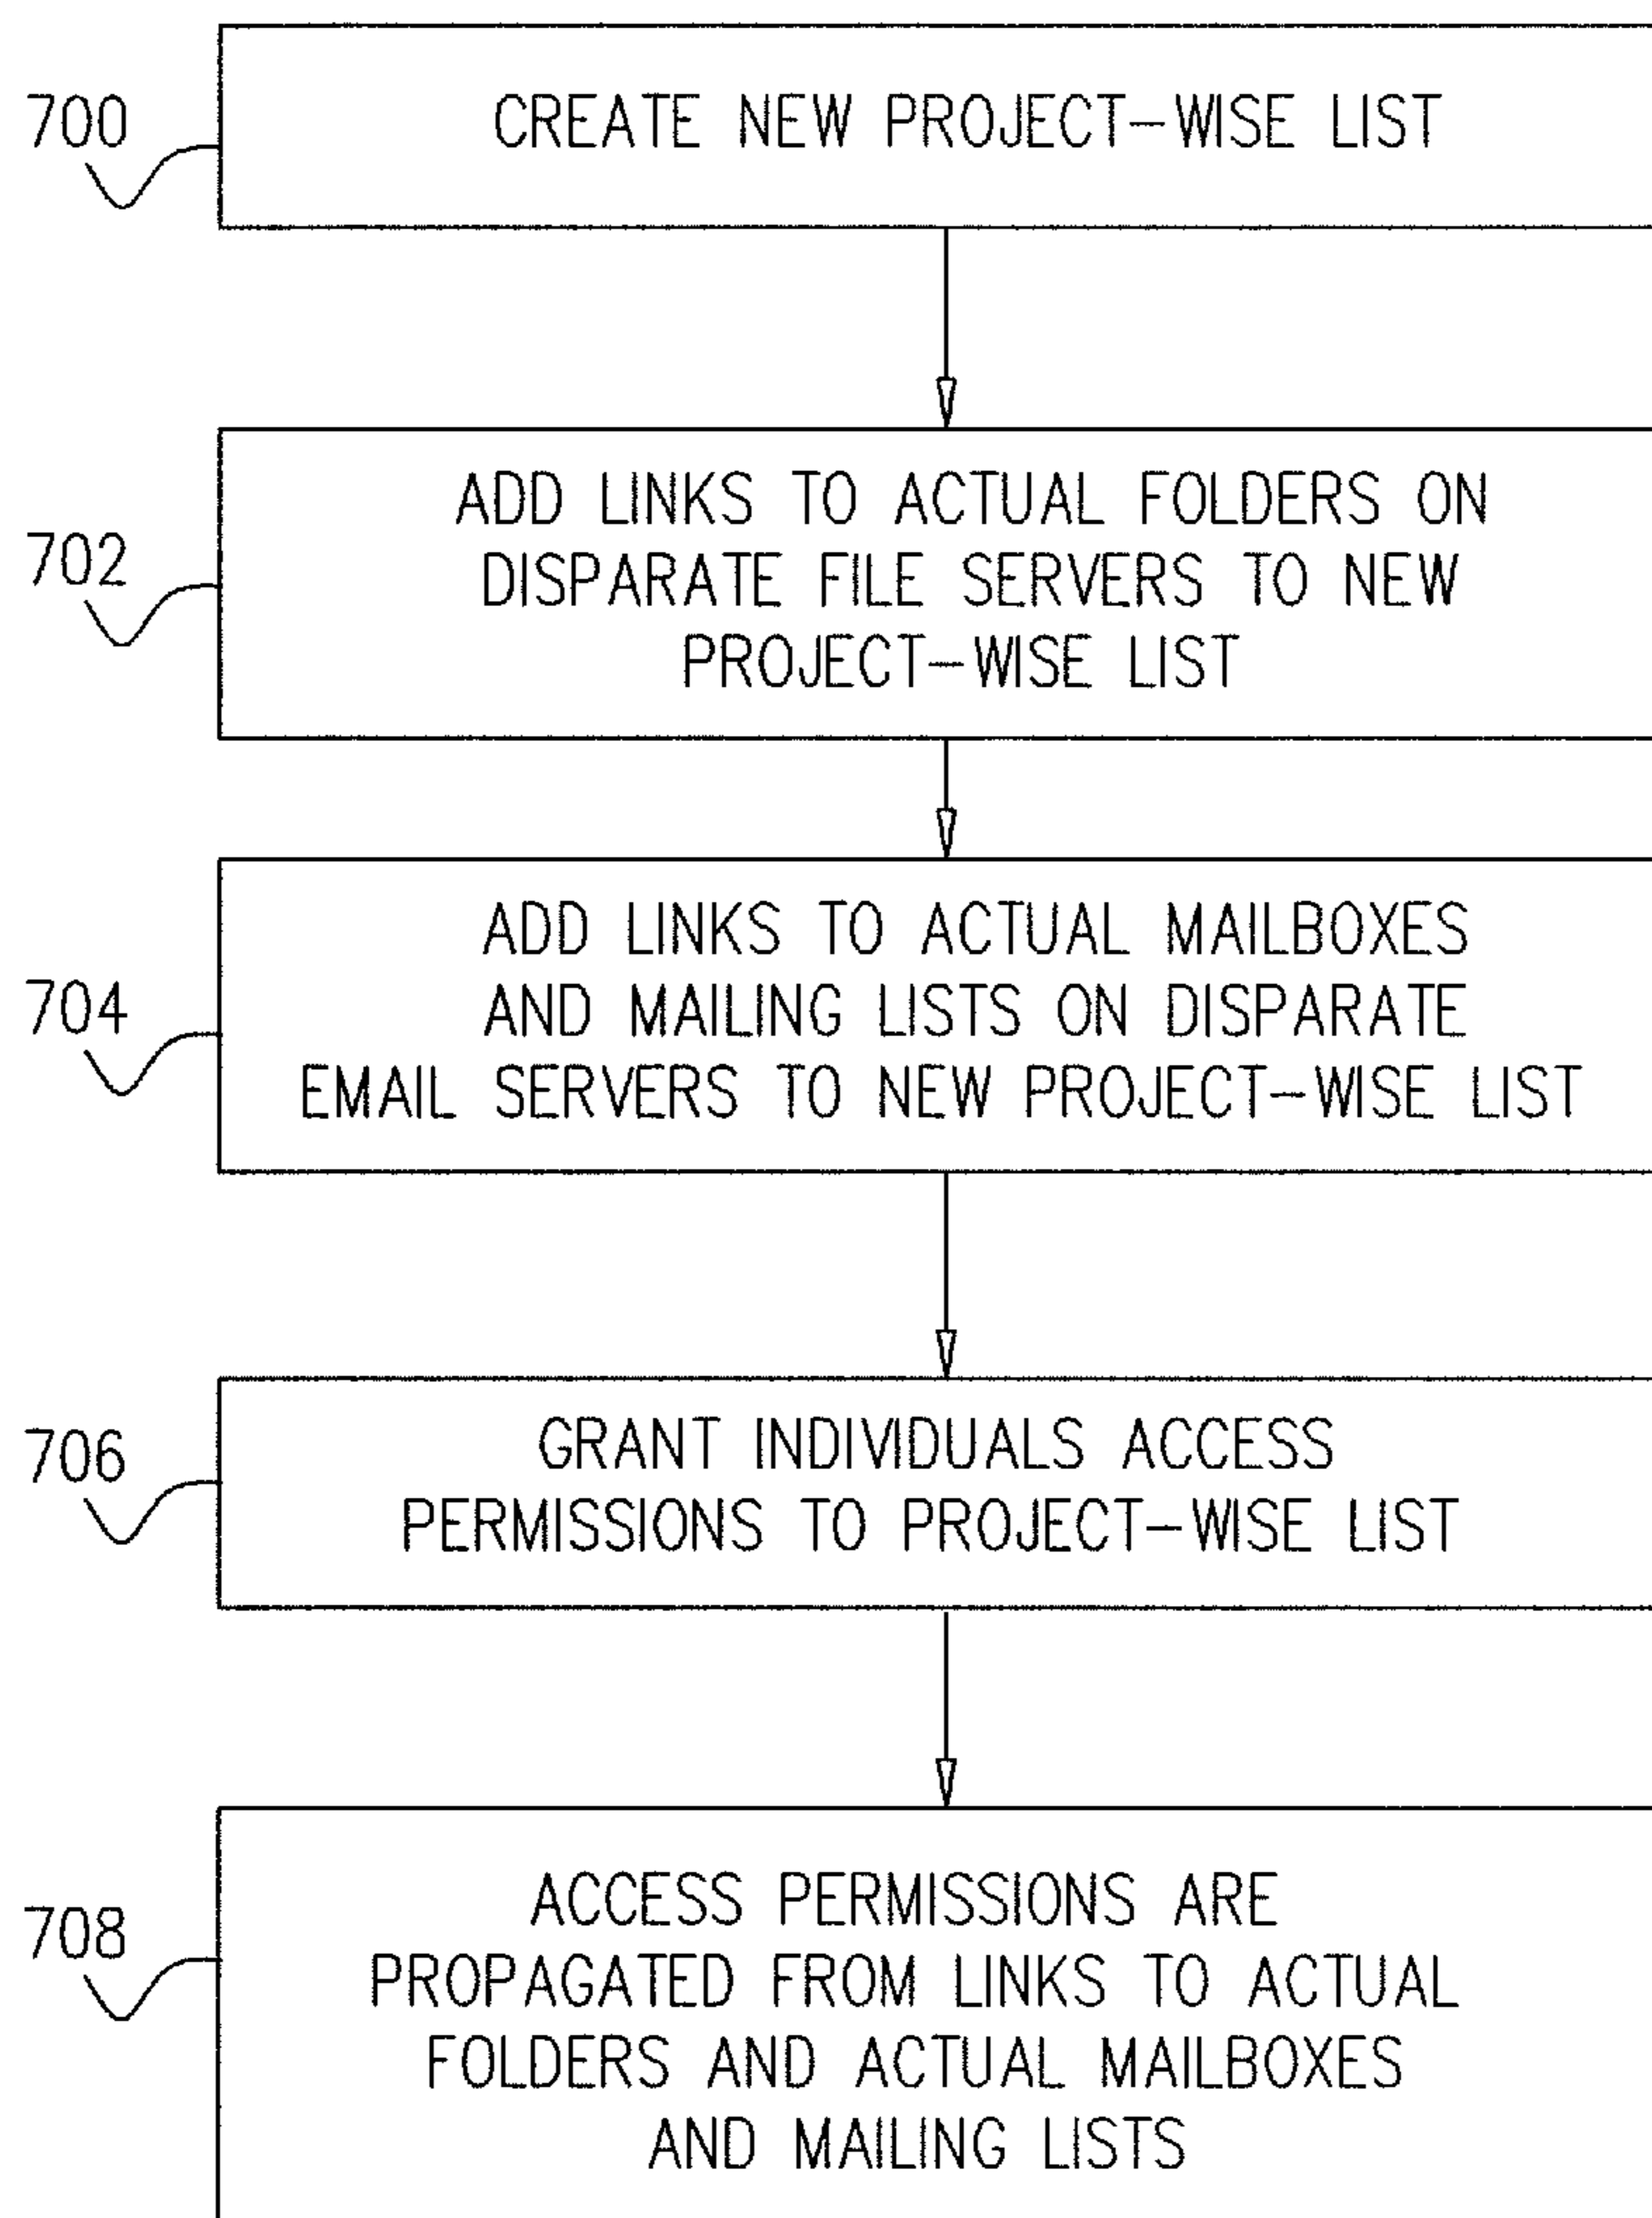 700
CREATE NEW PROJECT-WISE LIST
702
ADD LINKS TO ACTUAL FOLDERS ON
DISPARATE FILE SERVERS TO NEW
PROJECT-WISE LIST
704
ADD LINKS TO ACTUAL MAILBOXES
AND MAILING LISTS ON DISPARATE
EMAIL SERVERS TO NEW PROJECT-WISE LIST
706
GRANT INDIVIDUALS ACCESS
PERMISSIONS TO PROJECT-WISE LIST
708
ACCESS PERMISSIONS ARE
PROPAGATED FROM LINKS TO ACTUAL
FOLDERS AND ACTUAL MAILBOXES
AND MAILING LISTS